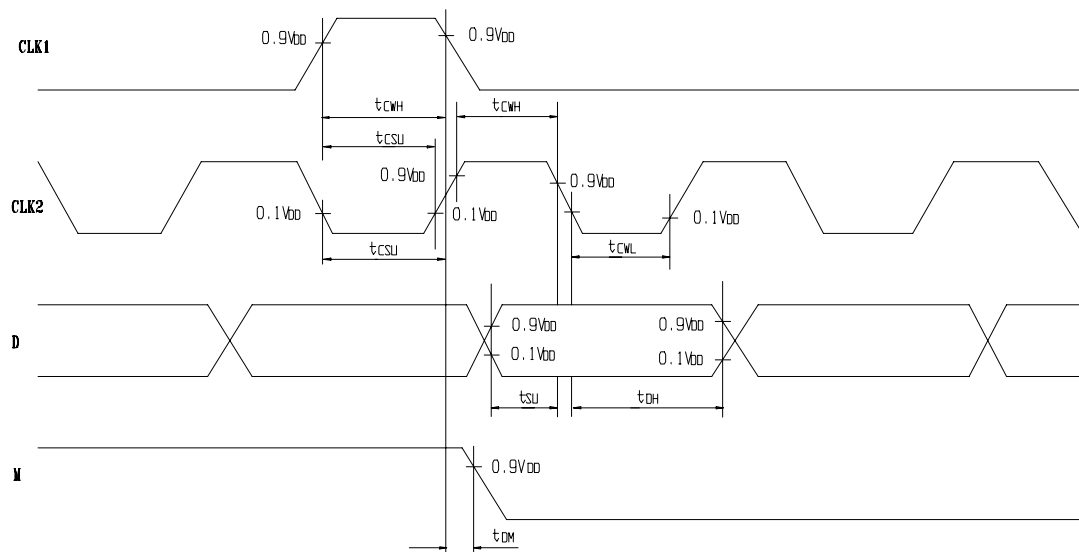 CLK1
0.9VDD
0.9VDD
tCWH
tCWH
tCSU
CLK2
0.9VDD
0.9VDD
0.1VDD
0.1VDD
0.1VDD
tCSU
tCWL
D
0.9VDD
0.9VDD
0.1VDD
0.1VDD
tSU
tDH
M
0.9VDD
tDM